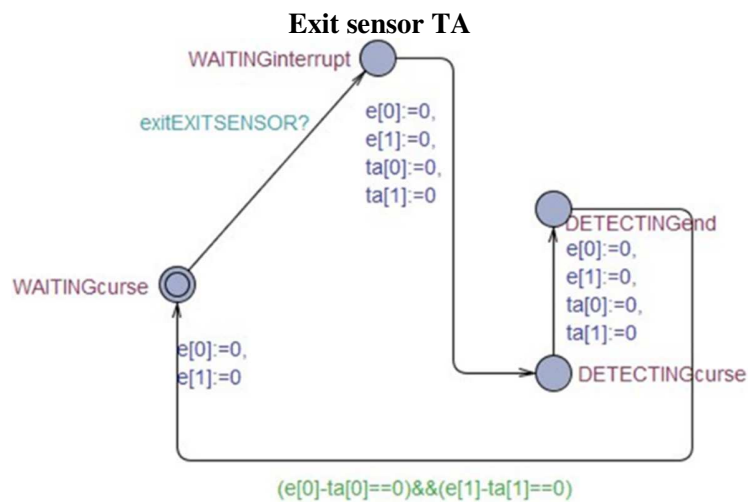 Exit sensor TA
WAITINGinterrupt
exitEXITSENSOR?
e[0]:=0,
e[1]:=0,
ta[0]:=0,
ta[1]:=0
DETECTINGend
e[0]:=0,
e[1]:=0,
ta[0]:=0,
ta[1]:=0
WAITINGcurse
e[0]:=0,
e[1]:=0
DETECTINGcurse
(e[0]-ta[0]==0)&&(e[1]-ta[1]==0)